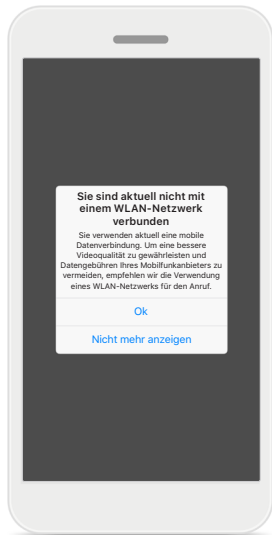 Sie sind aktuell nicht mit
einem WLAN-Netzwerk
verbunden
Sie verwenden aktuell eine mobile
Datenverbindung. Um eine bessere
Videoqualität zu gewährleisten und
Datengebühren Ihres Mobilfunkanbieters zu
vermeiden, empfehlen wir die Verwendung
eines WLAN-Netzwerks für den Anruf.
Ok
Nicht mehr anzeigen